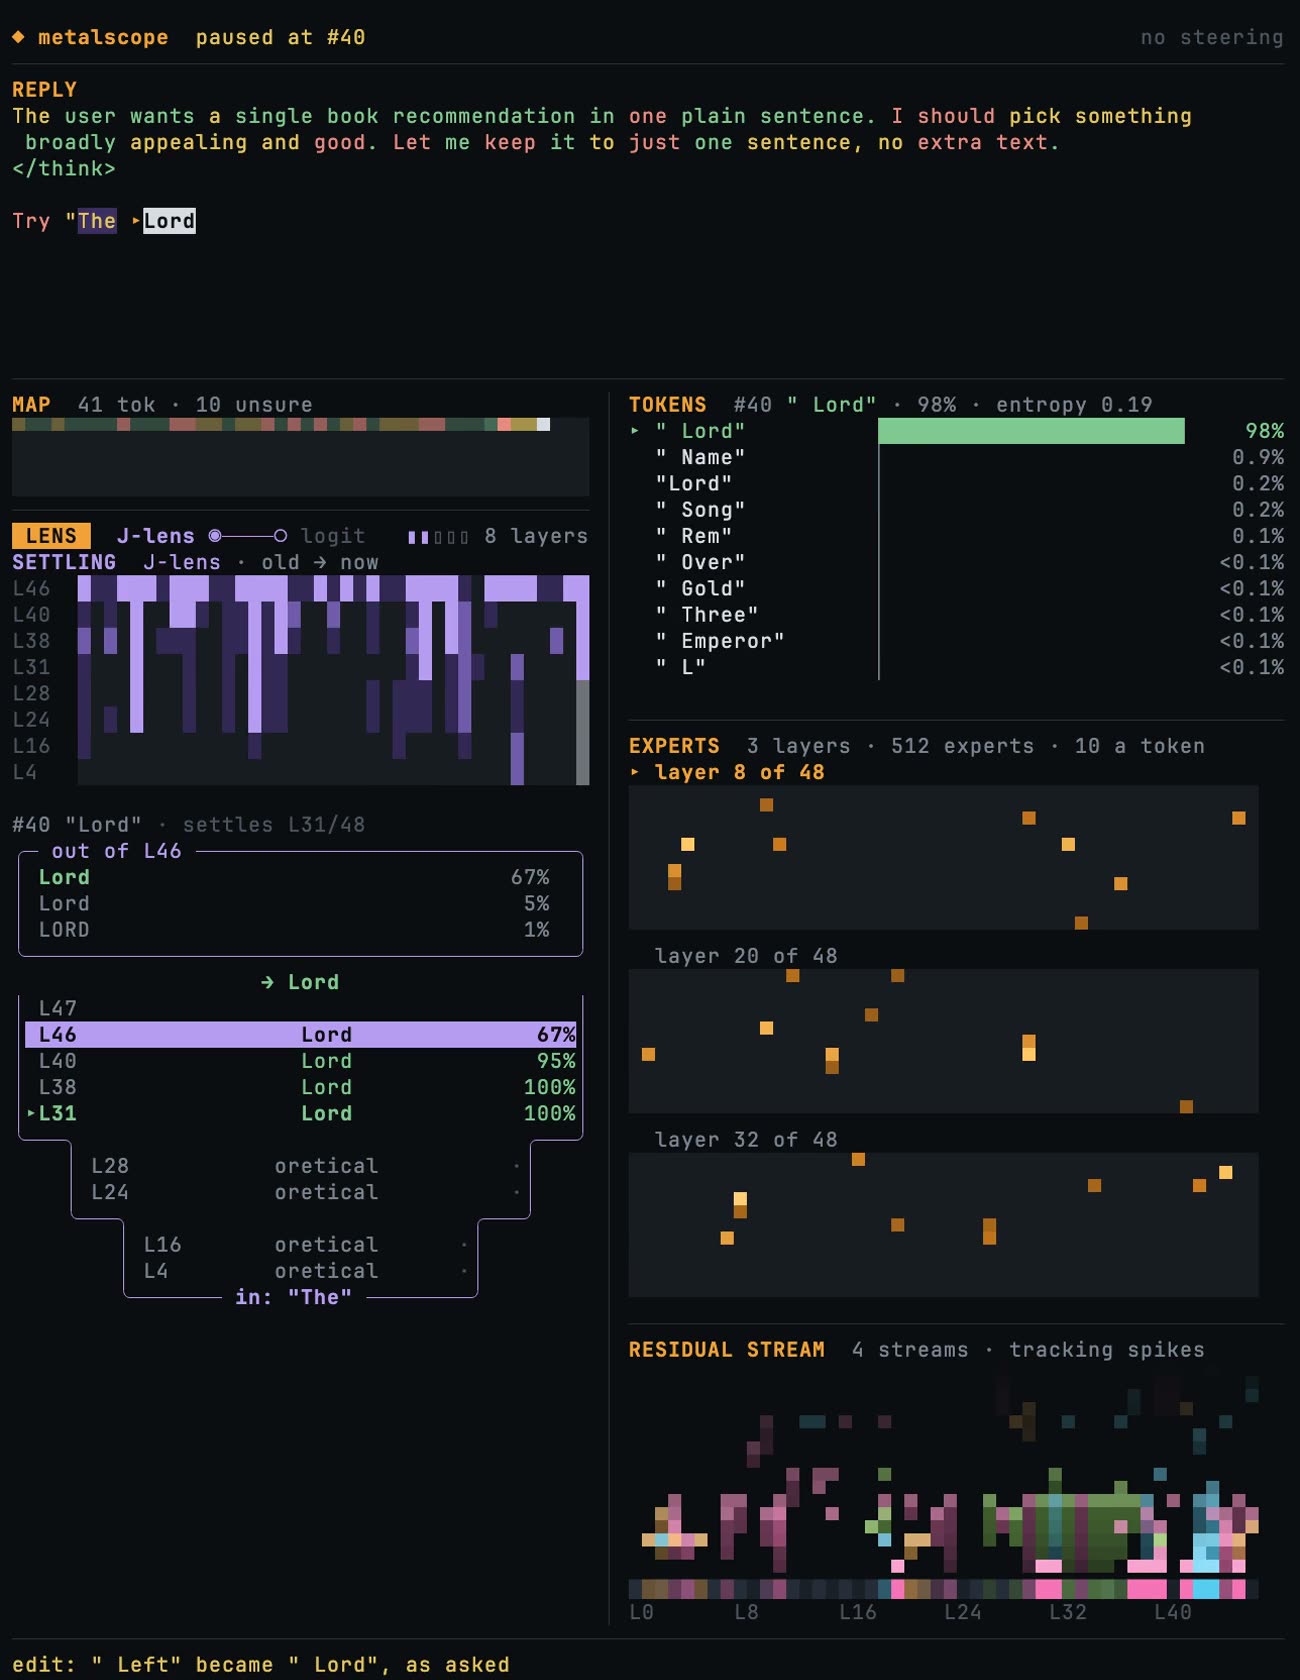 ◆ metalscope paused at #40 no steering
REPLY
The user wants a single book recommendation in one plain sentence. I should pick something
broadly appealing and good. Let me keep it to just one sentence, no extra text.
</think>
Try "The ▸Lord
MAP 41 tok · 10 unsure
LENS J-lens logit 8 layers
SETTLING J-lens · old → now
L46
L40
L38
L31
L28
L24
L16
L4
#40 "Lord" · settles L31/48
out of L46
Lord 67%
Lord 5%
LORD 1%
→ Lord
L47
L46 Lord 67%
L40 Lord 95%
L38 Lord 100%
▸L31 Lord 100%
L28 oretical ·
L24 oretical ·
L16 oretical ·
L4 oretical ·
in: "The"
TOKENS #40 " Lord" · 98% · entropy 0.19
▸ " Lord" 98%
" Name" 0.9%
"Lord" 0.2%
" Song" 0.2%
" Rem" 0.1%
" Over" <0.1%
" Gold" <0.1%
" Three" <0.1%
" Emperor" <0.1%
" L" <0.1%
EXPERTS 3 layers · 512 experts · 10 a token
▸ layer 8 of 48
layer 20 of 48
layer 32 of 48
RESIDUAL STREAM 4 streams · tracking spikes
L0 L8 L16 L24 L32 L40
edit: " Left" became " Lord", as asked